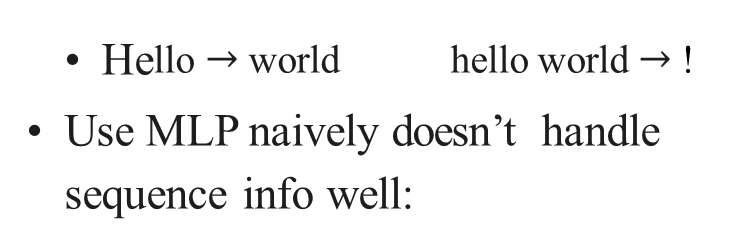 • Hello → world hello world → !
• Use MLP naively doesn’t handle
sequence info well: